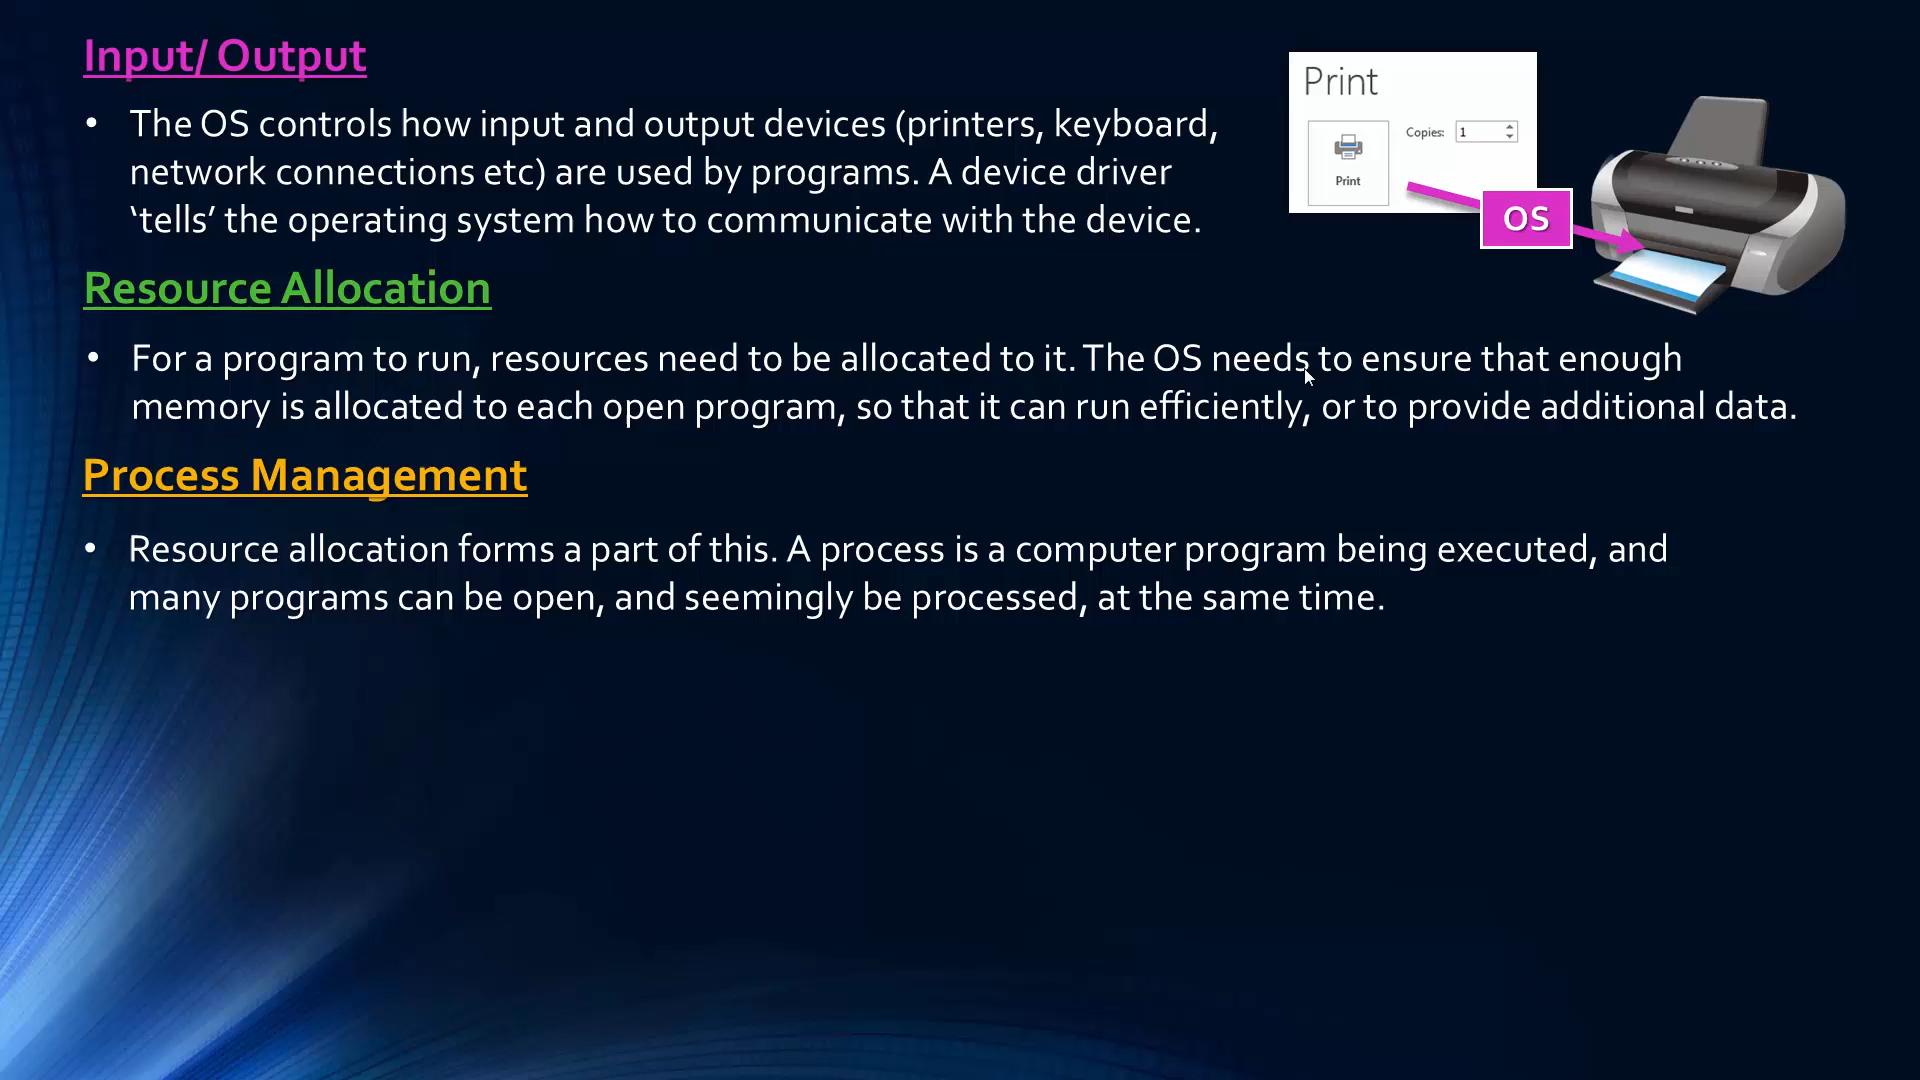 Input/ Output
• The OS controls how input and output devices (printers, keyboard,
network connections etc) are used by programs. A device driver
‘tells’ the operating system how to communicate with the device.
Print
Copies: 1
Print
OS
Resource Allocation
• For a program to run, resources need to be allocated to it. The OS needs to ensure that enough
memory is allocated to each open program, so that it can run efficiently, or to provide additional data.
Process Management
• Resource allocation forms a part of this. A process is a computer program being executed, and
many programs can be open, and seemingly be processed, at the same time.